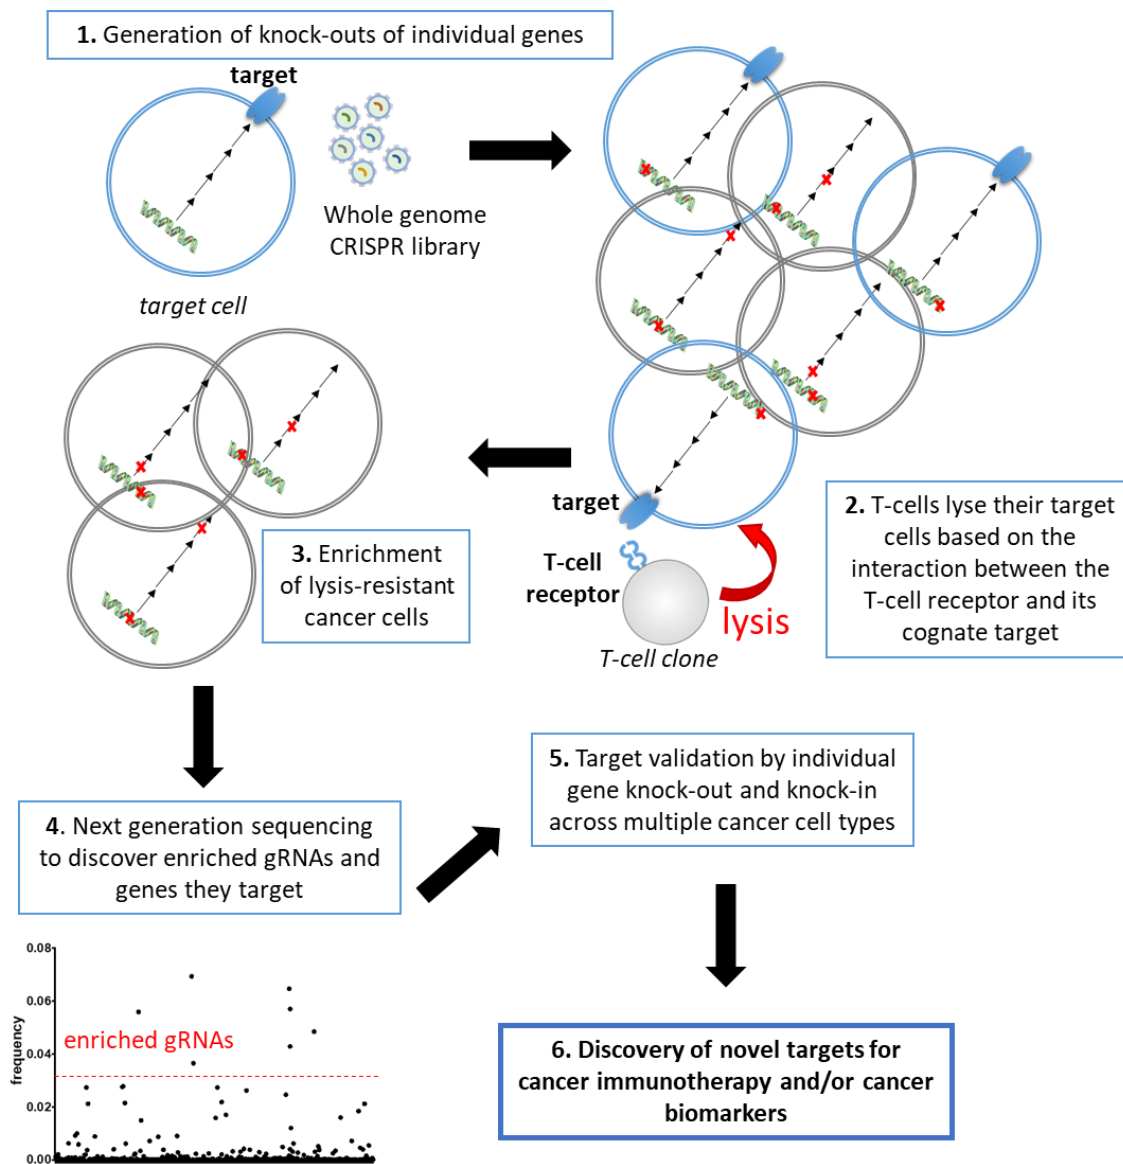 1. Generation of knock-outs of individual genes
target
Whole genome
CRISPR library
target cell
target
T-cell
receptor
lysis
T-cell clone
2. T-cells lyse their target
cells based on the
interaction between the
T-cell receptor and its
cognate target
3. Enrichment
of lysis-resistant
cancer cells
4. Next generation sequencing
to discover enriched gRNAs and
genes they target
5. Target validation by individual
gene knock-out and knock-in
across multiple cancer cell types
0.08
0.06
0.04
0.02
0.00
frequency
enriched gRNAs
6. Discovery of novel targets for
cancer immunotherapy and/or cancer
biomarkers